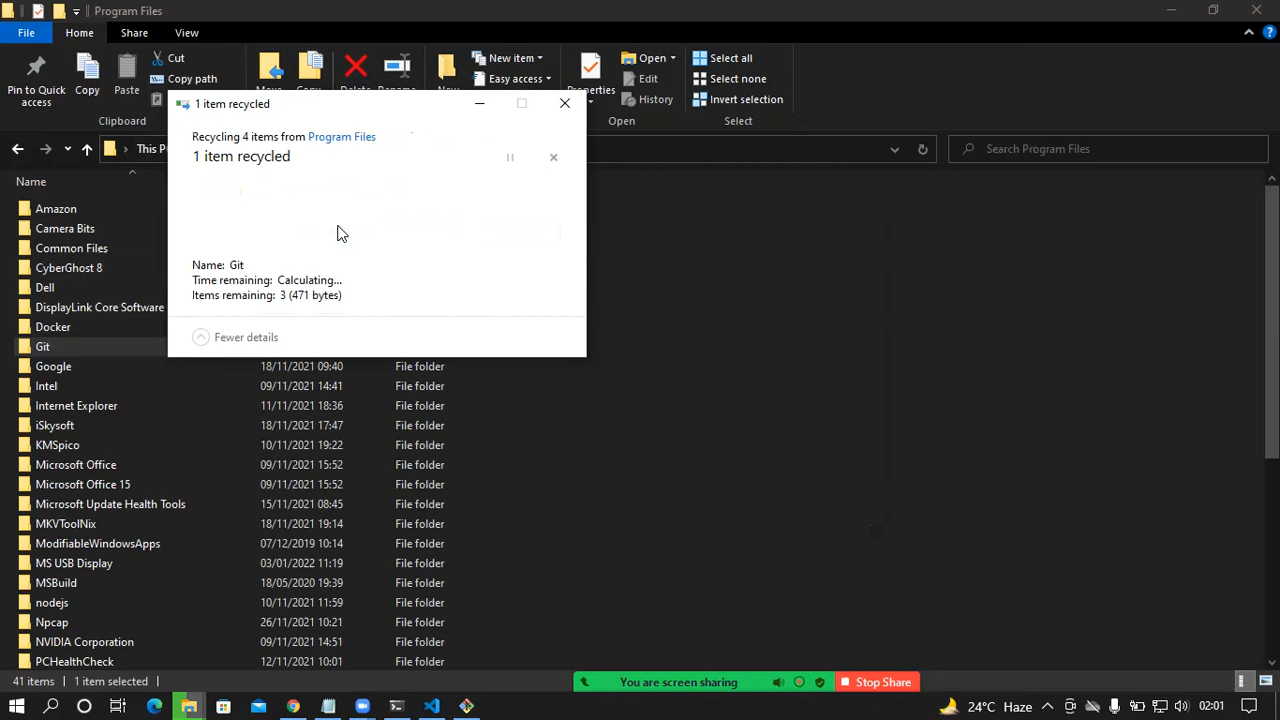 Program Files
File
Home
Share
View
Pin to Quick access
Copy
Paste
Cut
Copy path
Clipboard
New item
Easy access
Properties
Open
Edit
History
Open
Select all
Select none
Invert selection
Select
1 item recycled
Recycling 4 items from Program Files
1 item recycled
Name: Git
Time remaining: Calculating...
Items remaining: 3 (471 bytes)
Fewer details
This P
Search Program Files
Name
Amazon
Camera Bits
Common Files
CyberGhost 8
Dell
DisplayLink Core Software
Docker
Git
Google 18/11/2021 09:40 File folder
Intel 09/11/2021 14:41 File folder
Internet Explorer 11/11/2021 18:36 File folder
iSkysoft 18/11/2021 17:47 File folder
KMSpico 10/11/2021 19:22 File folder
Microsoft Office 09/11/2021 15:52 File folder
Microsoft Office 15 09/11/2021 15:52 File folder
Microsoft Update Health Tools 15/11/2021 08:45 File folder
MKVToolNix 18/11/2021 19:14 File folder
ModifiableWindowsApps 07/12/2019 10:14 File folder
MS USB Display 03/01/2022 11:19 File folder
MSBuild 18/05/2020 19:39 File folder
nodejs 10/11/2021 11:59 File folder
Npcap 26/11/2021 10:21 File folder
NVIDIA Corporation 09/11/2021 14:51 File folder
PCHealthCheck 12/11/2021 10:01 File folder
41 items 1 item selected
You are screen sharing
Stop Share
24°C Haze
02:01